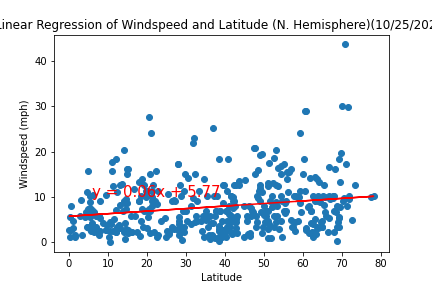 Linear Regression of Windspeed and Latitude (N. Hemisphere)(10/25/202
y = 0.06x + 5.77
Windspeed (mph)
40
30
20
10
0
0 10 20 30 40 50 60 70 80
Latitude